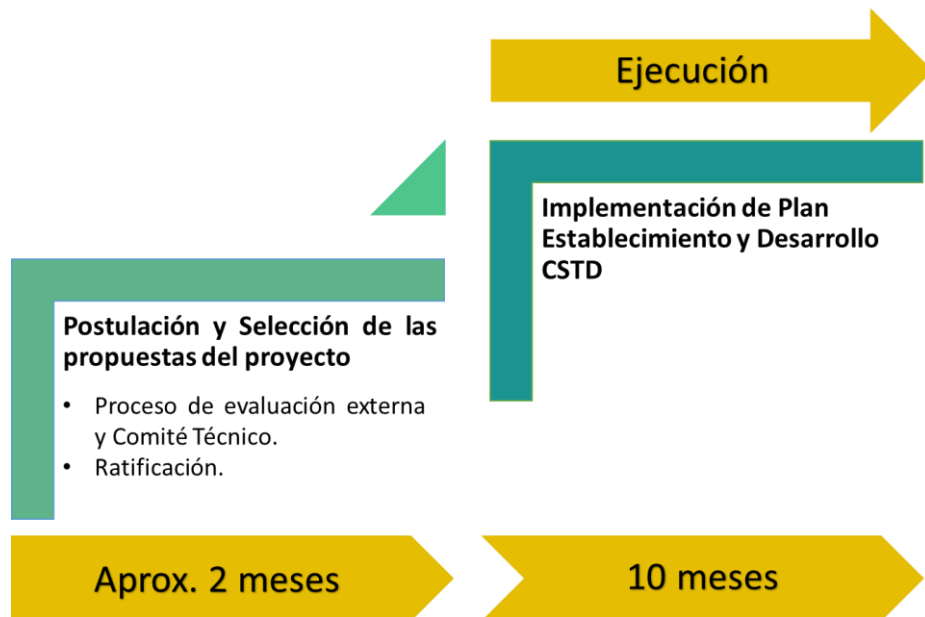 Ejecución
Implementación de Plan
Establecimiento y Desarrollo
CSTD
Postulación y Selección de las
propuestas del proyecto
• Proceso de evaluación externa
y Comité Técnico.
• Ratificación.
Aprox. 2 meses
10 meses